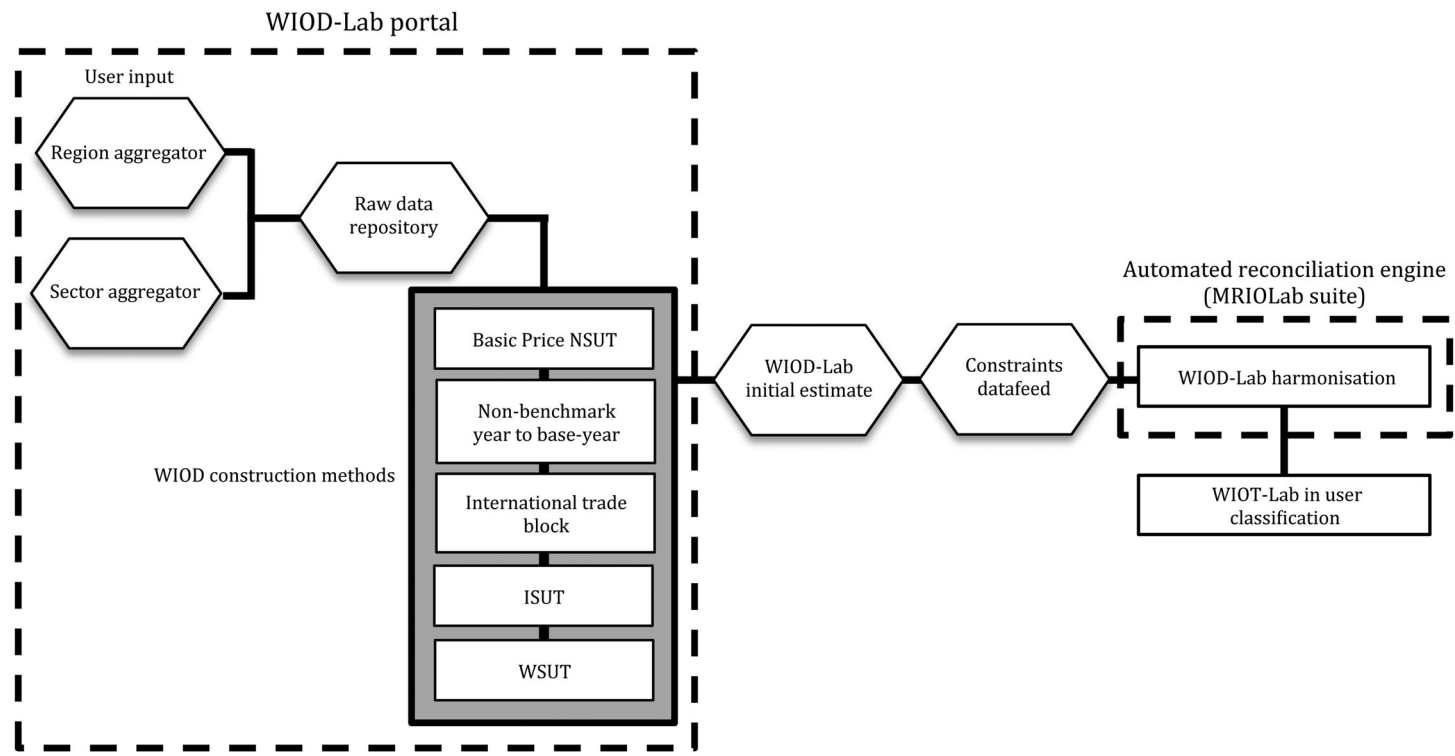 WIOD-Lab portal
User input
Region aggregator
Sector aggregator
Raw data
repository
WIOD construction methods
Basic Price NSUT
Non-benchmark
year to base-year
International trade
block
ISUT
WSUT
WIOD-Lab
initial estimate
Constraints
datafeed
Automated reconciliation engine
(MRIOLab suite)
WIOD-Lab harmonisation
WIOT-Lab in user
classification